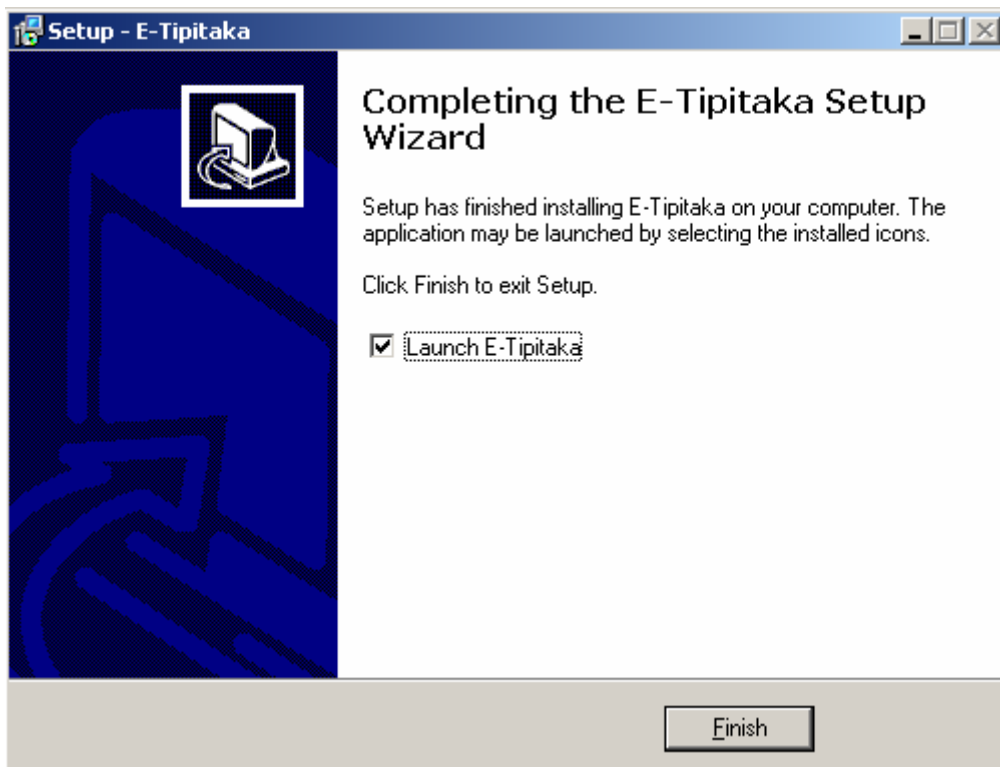 Setup - E-Tipitaka
Completing the E-Tipitaka Setup
Wizard
Setup has finished installing E-Tipitaka on your computer. The
application may be launched by selecting the installed icons.
Click Finish to exit Setup.
Launch E-Tipitaka
Finish